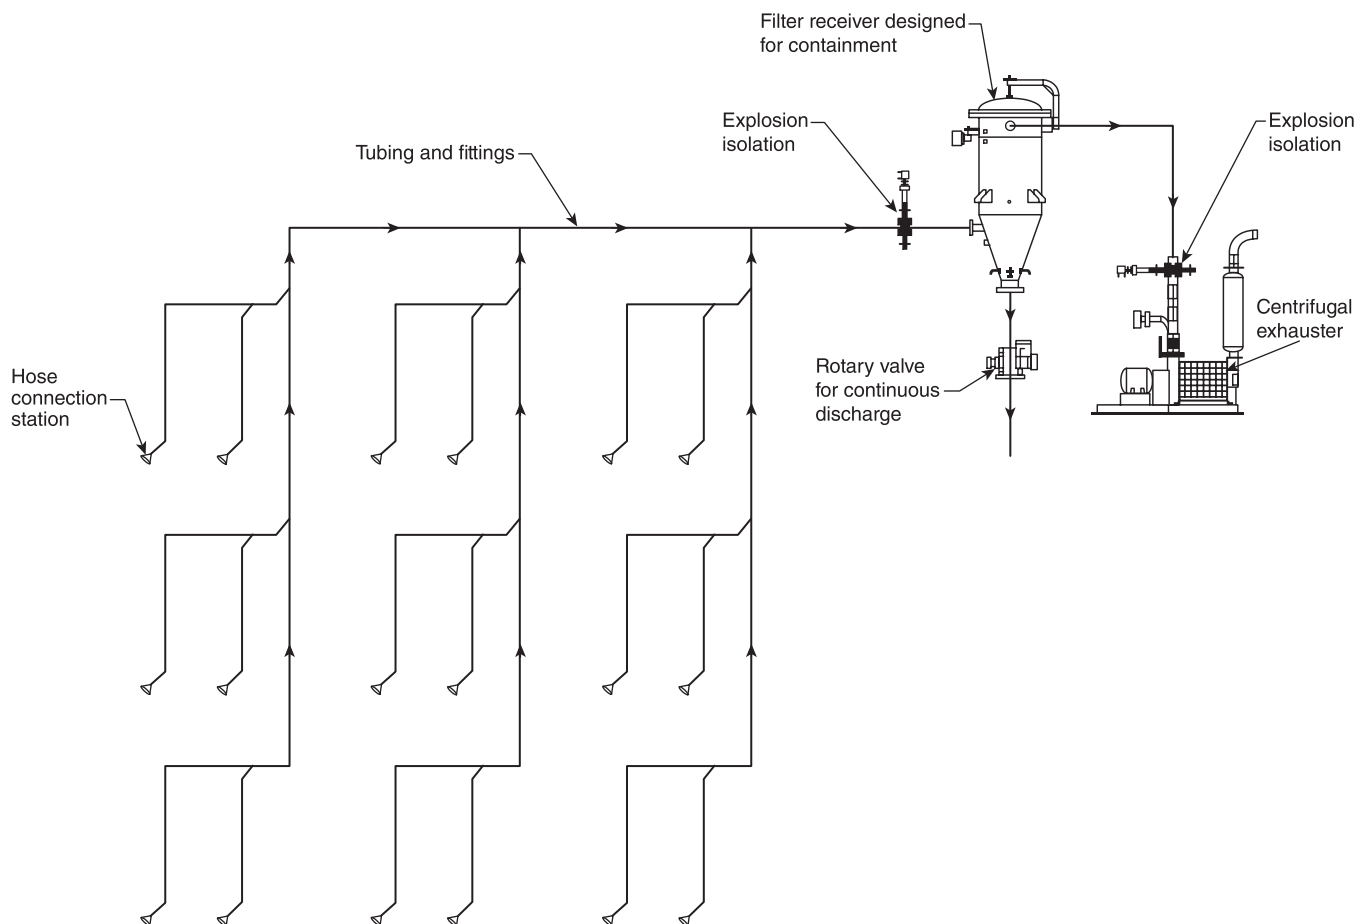 Filter receiver designed
for containment
Explosion
isolation
Explosion
isolation
Tubing and fittings
Centrifugal
exhauster
Hose
connection
station
Rotary valve
for continuous
discharge